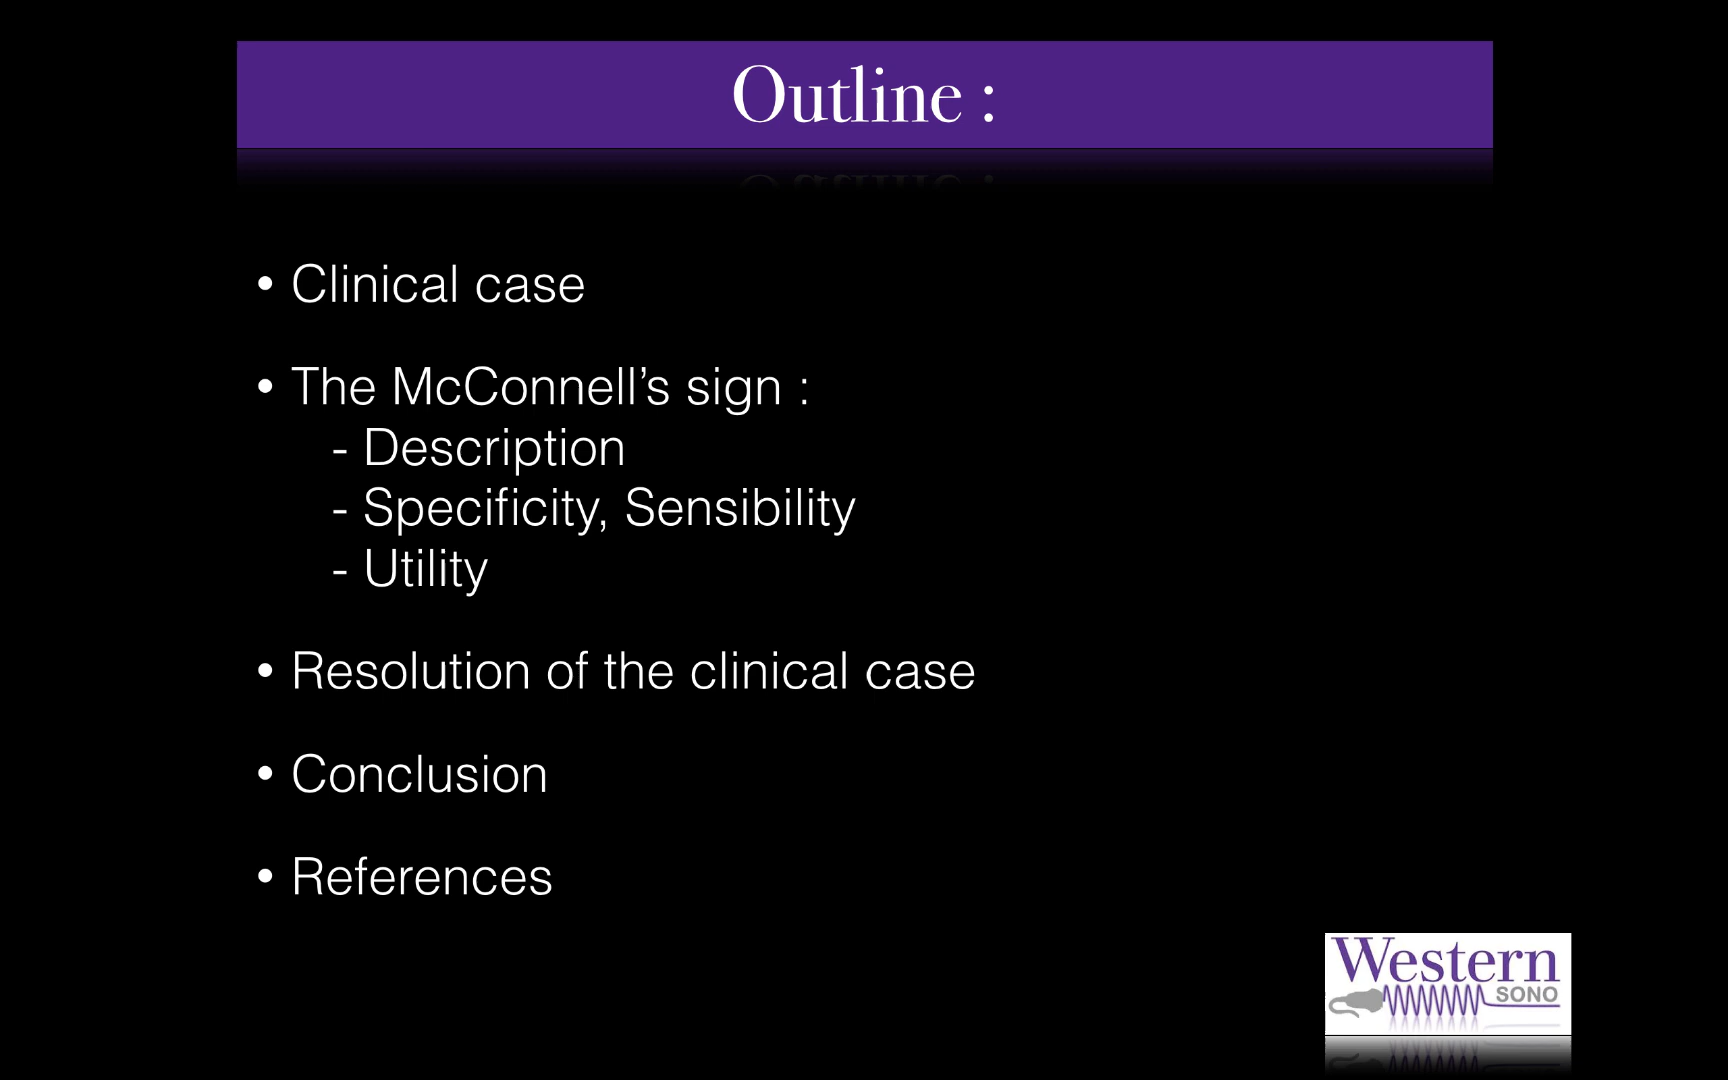 Outline :
• Clinical case
• The McConnell’s sign :
- Description
- Specificity, Sensibility
- Utility
• Resolution of the clinical case
• Conclusion
• References
Western
SONO